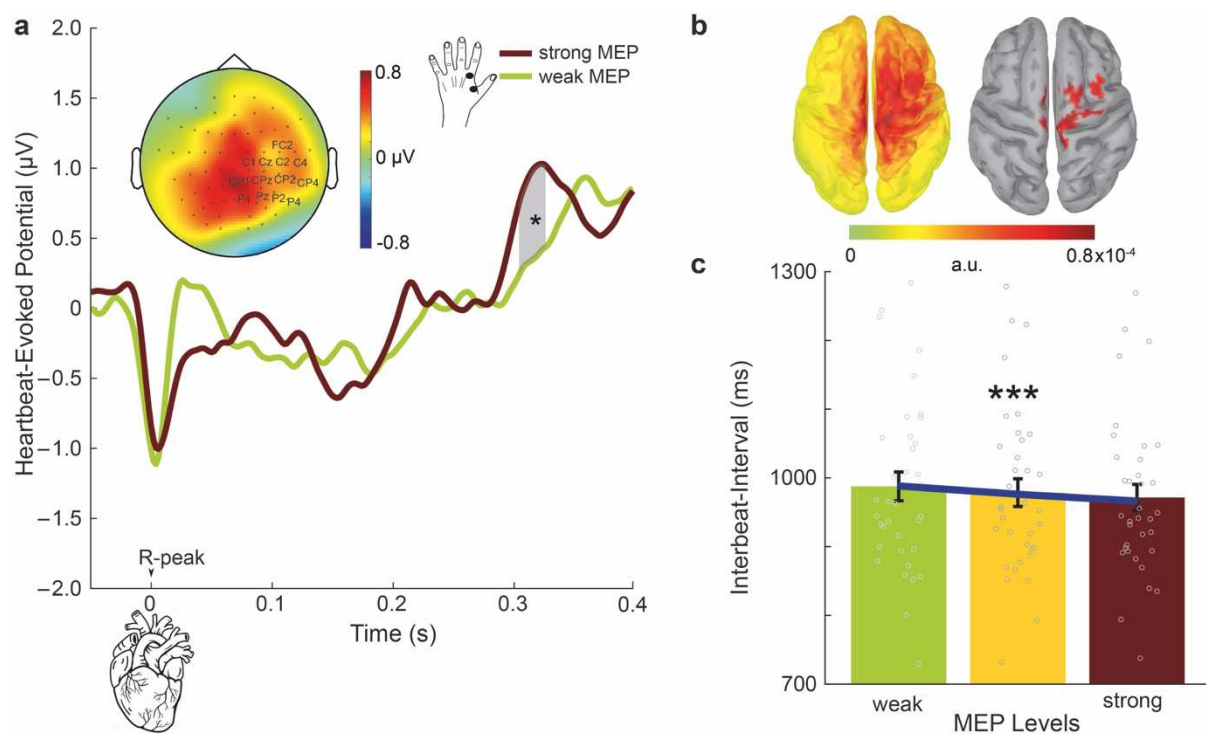 a
2.0
1.5
1.0
0.5
0
−0.5
−1.0
−1.5
−2.0
Heartbeat-Evoked Potential (µV)
FC2
C1 Cz C2 C4
CPz CP2 CP4
Pz P2 P4
0.8
0 µV
-0.8
strong MEP
weak MEP
*
R-peak
0 0.1 0.2 0.3 0.4
Time (s)
b
0 0.8x10-4
a.u.
c
1300
1000
700
Interbeat-Interval (ms)
***
weak strong
MEP Levels